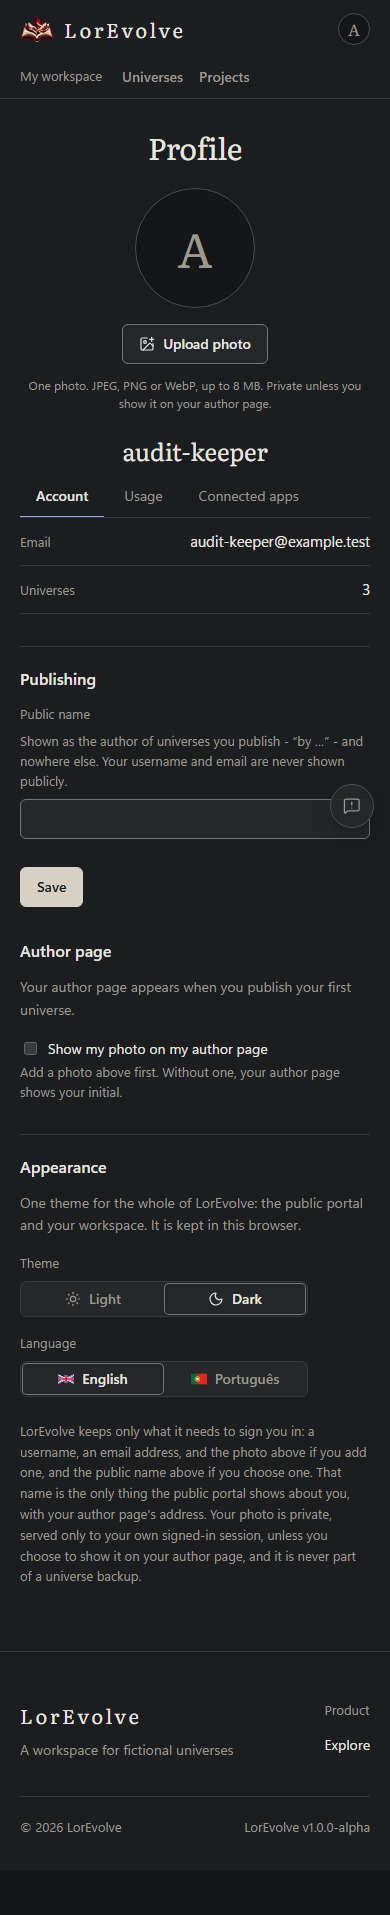 LorEvolve
A
My workspace Universes Projects
Profile
A
Upload photo
One photo. JPEG, PNG or WebP, up to 8 MB. Private unless you
show it on your author page.
audit-keeper
Account Usage Connected apps
Email audit-keeper@example.test
Universes 3
Publishing
Public name
Shown as the author of universes you publish - “by ...” - and
nowhere else. Your username and email are never shown
publicly.
Save
Author page
Your author page appears when you publish your first
universe.
Show my photo on my author page
Add a photo above first. Without one, your author page
shows your initial.
Appearance
One theme for the whole of LorEvolve: the public portal
and your workspace. It is kept in this browser.
Theme
Light Dark
Language
English Português
LorEvolve keeps only what it needs to sign you in: a
username, an email address, and the photo above if you add
one, and the public name above if you choose one. That
name is the only thing the public portal shows about you,
with your author page's address. Your photo is private,
served only to your own signed-in session, unless you
choose to show it on your author page, and it is never part
of a universe backup.
LorEvolve
A workspace for fictional universes
Product
Explore
© 2026 LorEvolve
LorEvolve v1.0.0-alpha